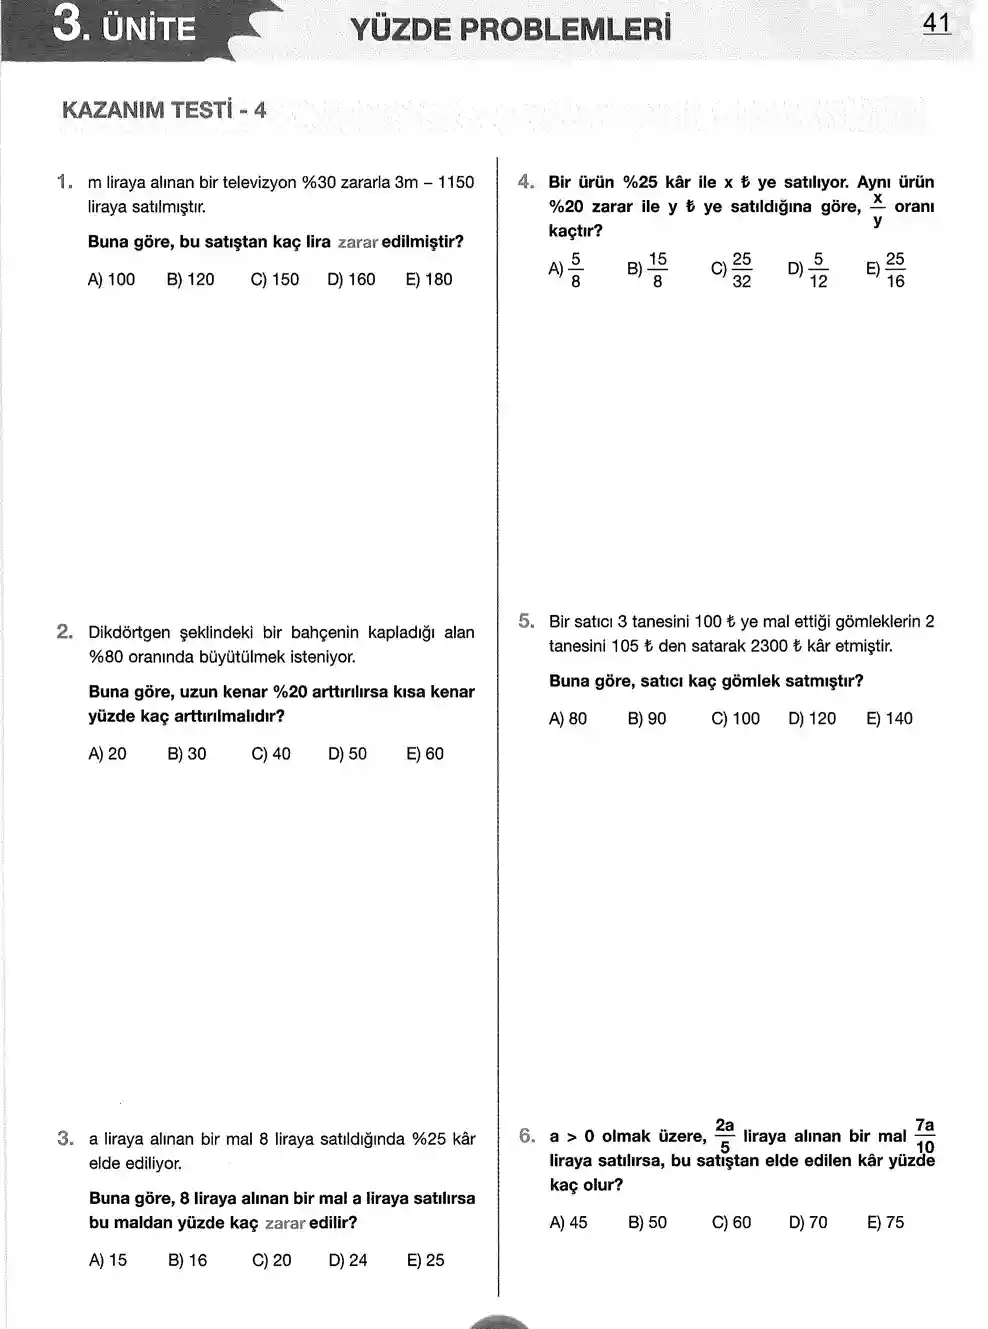 3. ÜNİTE
YÜZDE PROBLEMLERİ
41
KAZANIM TESTİ - 4
1. m liraya alınan bir televizyon %30 zararla 3m – 1150
liraya satılmıştır.
Buna göre, bu satıştan kaç lira zarar edilmiştir?
A) 100 B) 120 C) 150 D) 160 E) 180
2. Dikdörtgen şeklindeki bir bahçenin kapladığı alan
%80 oranında büyütülmek isteniyor.
Buna göre, uzun kenar %20 arttırılırsa kısa kenar
yüzde kaç arttırılmalıdır?
A) 20 B) 30 C) 40 D) 50 E) 60
3. a liraya alınan bir mal 8 liraya satıldığında %25 kâr
elde ediliyor.
Buna göre, 8 liraya alınan bir mal a liraya satılırsa
bu maldan yüzde kaç zarar edilir?
A) 15 B) 16 C) 20 D) 24 E) 25
4. Bir ürün %25 kâr ile x ₺ ye satılıyor. Aynı ürün
%20 zarar ile y ₺ ye satıldığına göre, x/y oranı
kaçtır?
A) 5/8 B) 15/8 C) 25/32 D) 5/12 E) 25/16
5. Bir satıcı 3 tanesini 100 ₺ ye mal ettiği gömleklerin 2
tanesini 105 ₺ den satarak 2300 ₺ kâr etmiştir.
Buna göre, satıcı kaç gömlek satmıştır?
A) 80 B) 90 C) 100 D) 120 E) 140
6. a > 0 olmak üzere, 2a/5 liraya alınan bir mal 7a/10
liraya satılırsa, bu satıştan elde edilen kâr yüzde
kaç olur?
A) 45 B) 50 C) 60 D) 70 E) 75